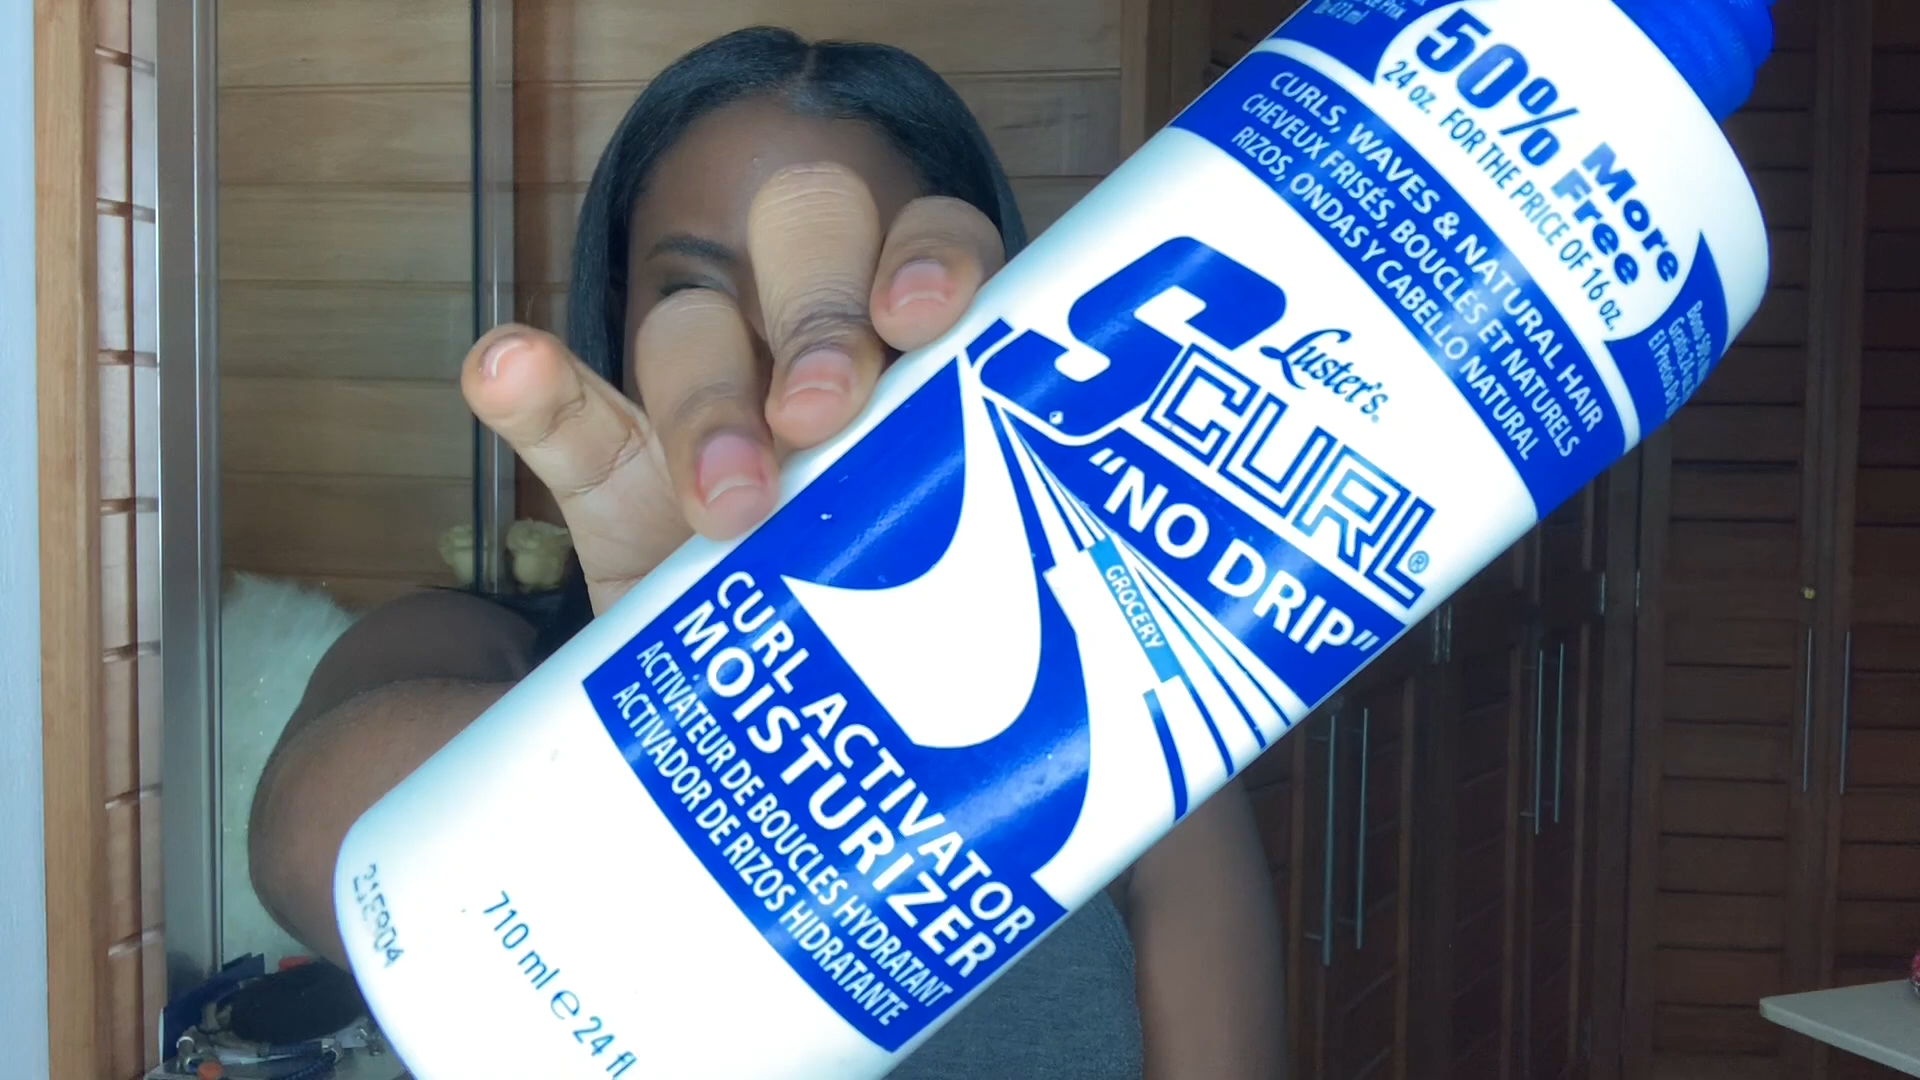 50% More
Free
24 oz. FOR THE PRICE OF 16 oz.
CURLS, WAVES & NATURAL HAIR
CHEVEUX FRISÉS, BOUCLES ET NATURELS
RIZOS, ONDAS Y CABELLO NATURAL
Luster's®
SCURL®
"NO DRIP"
GROCERY
CURL ACTIVATOR
MOISTURIZER
ACTIVATEUR DE BOUCLES HYDRATANT
ACTIVADOR DE RIZOS HIDRATANTE
710 ml e 24 fl